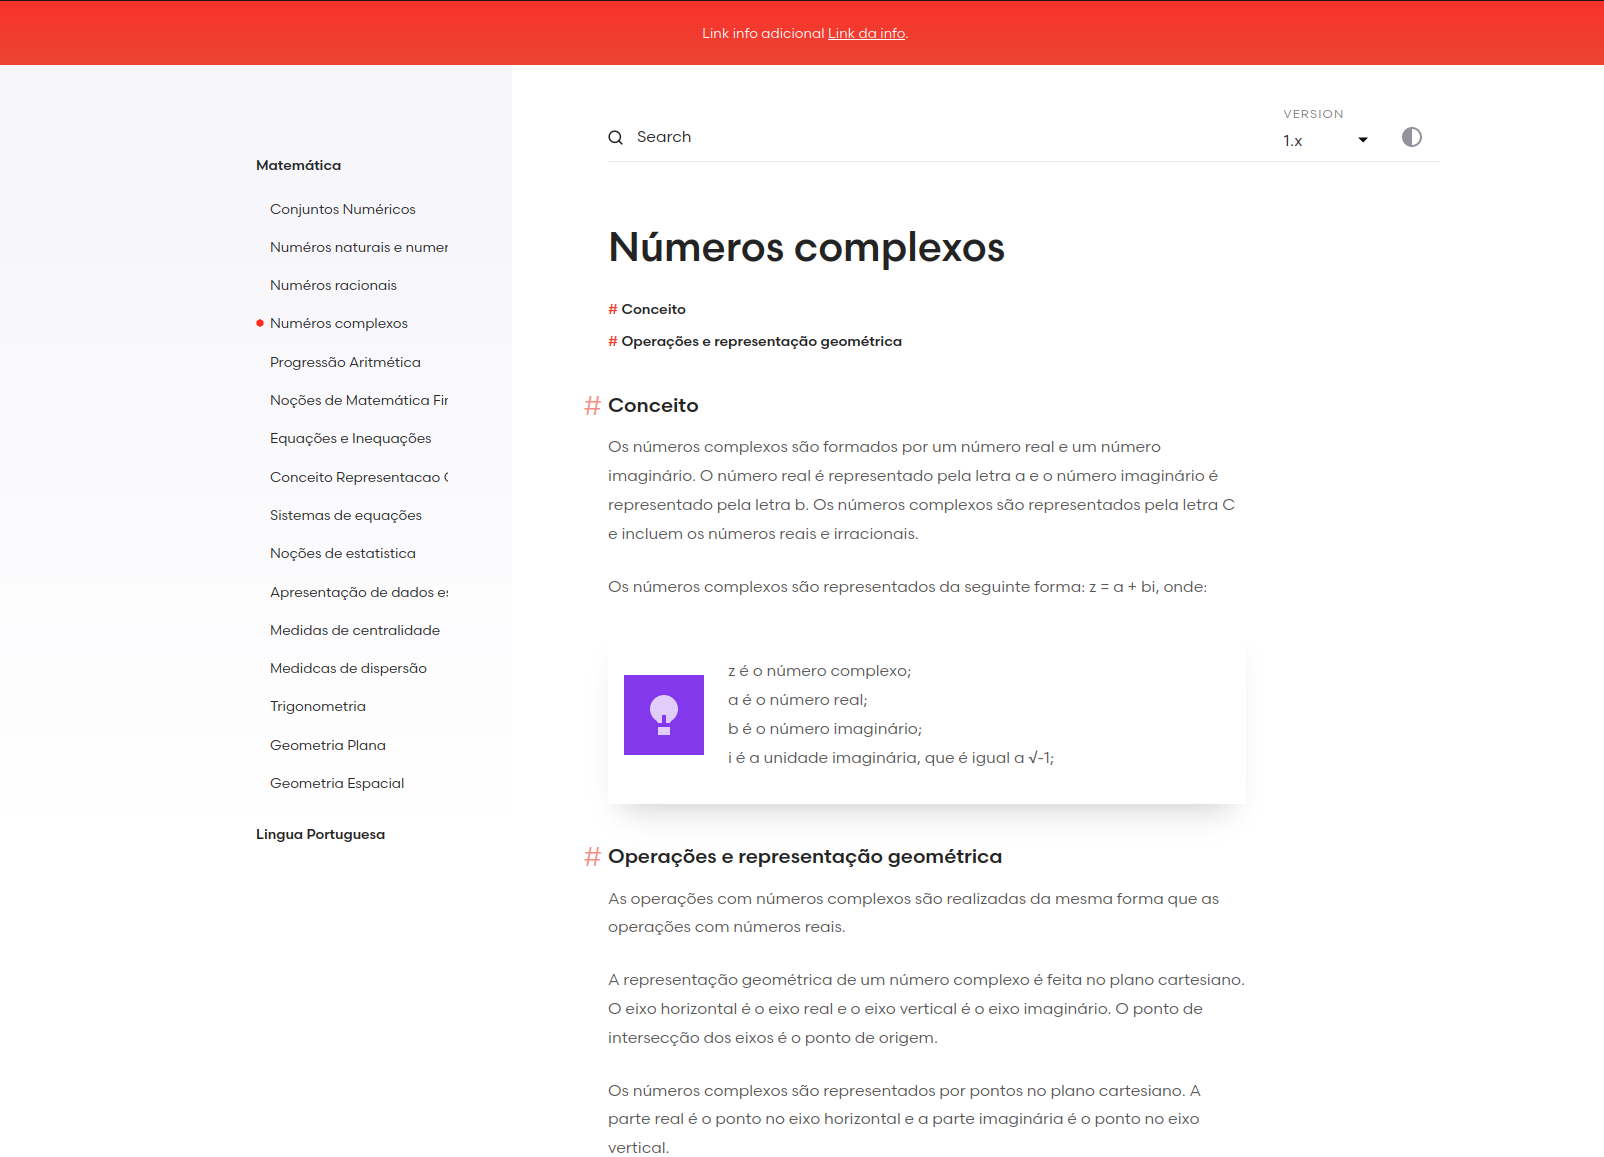 Link info adicional Link da info.
Matemática
Conjuntos Numéricos
Numéros naturais e numer
Numéros racionais
Numéros complexos
Progressão Aritmética
Noções de Matemática Fir
Equações e Inequações
Conceito Representacao
Sistemas de equações
Noções de estatistica
Apresentação de dados es
Medidas de centralidade
Medidcas de dispersão
Trigonometria
Geometria Plana
Geometria Espacial
Lingua Portuguesa
Search
VERSION
1.x
Números complexos
# Conceito
# Operações e representação geométrica
# Conceito
Os números complexos são formados por um número real e um número
imaginário. O número real é representado pela letra a e o número imaginário é
representado pela letra b. Os números complexos são representados pela letra C
e incluem os números reais e irracionais.
Os números complexos são representados da seguinte forma: z = a + bi, onde:
z é o número complexo;
a é o número real;
b é o número imaginário;
i é a unidade imaginária, que é igual a √-1;
# Operações e representação geométrica
As operações com números complexos são realizadas da mesma forma que as
operações com números reais.
A representação geométrica de um número complexo é feita no plano cartesiano.
O eixo horizontal é o eixo real e o eixo vertical é o eixo imaginário. O ponto de
intersecção dos eixos é o ponto de origem.
Os números complexos são representados por pontos no plano cartesiano. A
parte real é o ponto no eixo horizontal e a parte imaginária é o ponto no eixo
vertical.